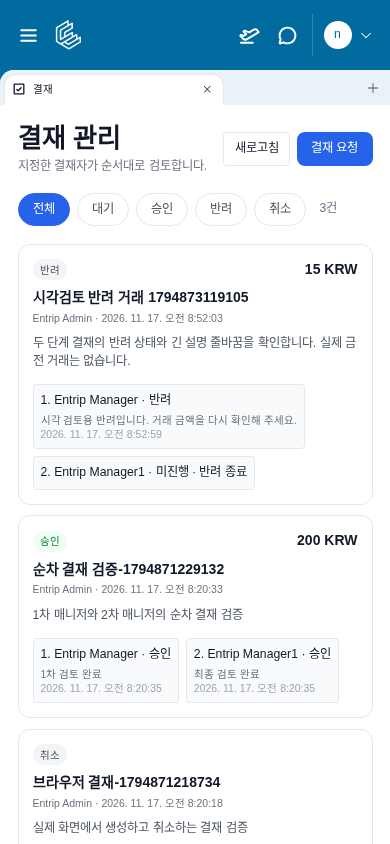 n
결재
결재 관리
지정한 결재자가 순서대로 검토합니다.
새로고침
결재 요청
전체
대기
승인
반려
취소
3건
반려
15 KRW
시각검토 반려 거래 1794873119105
Entrip Admin · 2026. 11. 17. 오전 8:52:03
두 단계 결재의 반려 상태와 긴 설명 줄바꿈을 확인합니다. 실제 금
전 거래는 없습니다.
1. Entrip Manager · 반려
시각 검토용 반려입니다. 거래 금액을 다시 확인해 주세요.
2026. 11. 17. 오전 8:52:59
2. Entrip Manager1 · 미진행 · 반려 종료
승인
200 KRW
순차 결재 검증-1794871229132
Entrip Admin · 2026. 11. 17. 오전 8:20:33
1차 매니저와 2차 매니저의 순차 결재 검증
1. Entrip Manager · 승인
1차 검토 완료
2026. 11. 17. 오전 8:20:35
2. Entrip Manager1 · 승인
최종 검토 완료
2026. 11. 17. 오전 8:20:35
취소
브라우저 결재-1794871218734
Entrip Admin · 2026. 11. 17. 오전 8:20:18
실제 화면에서 생성하고 취소하는 결재 검증